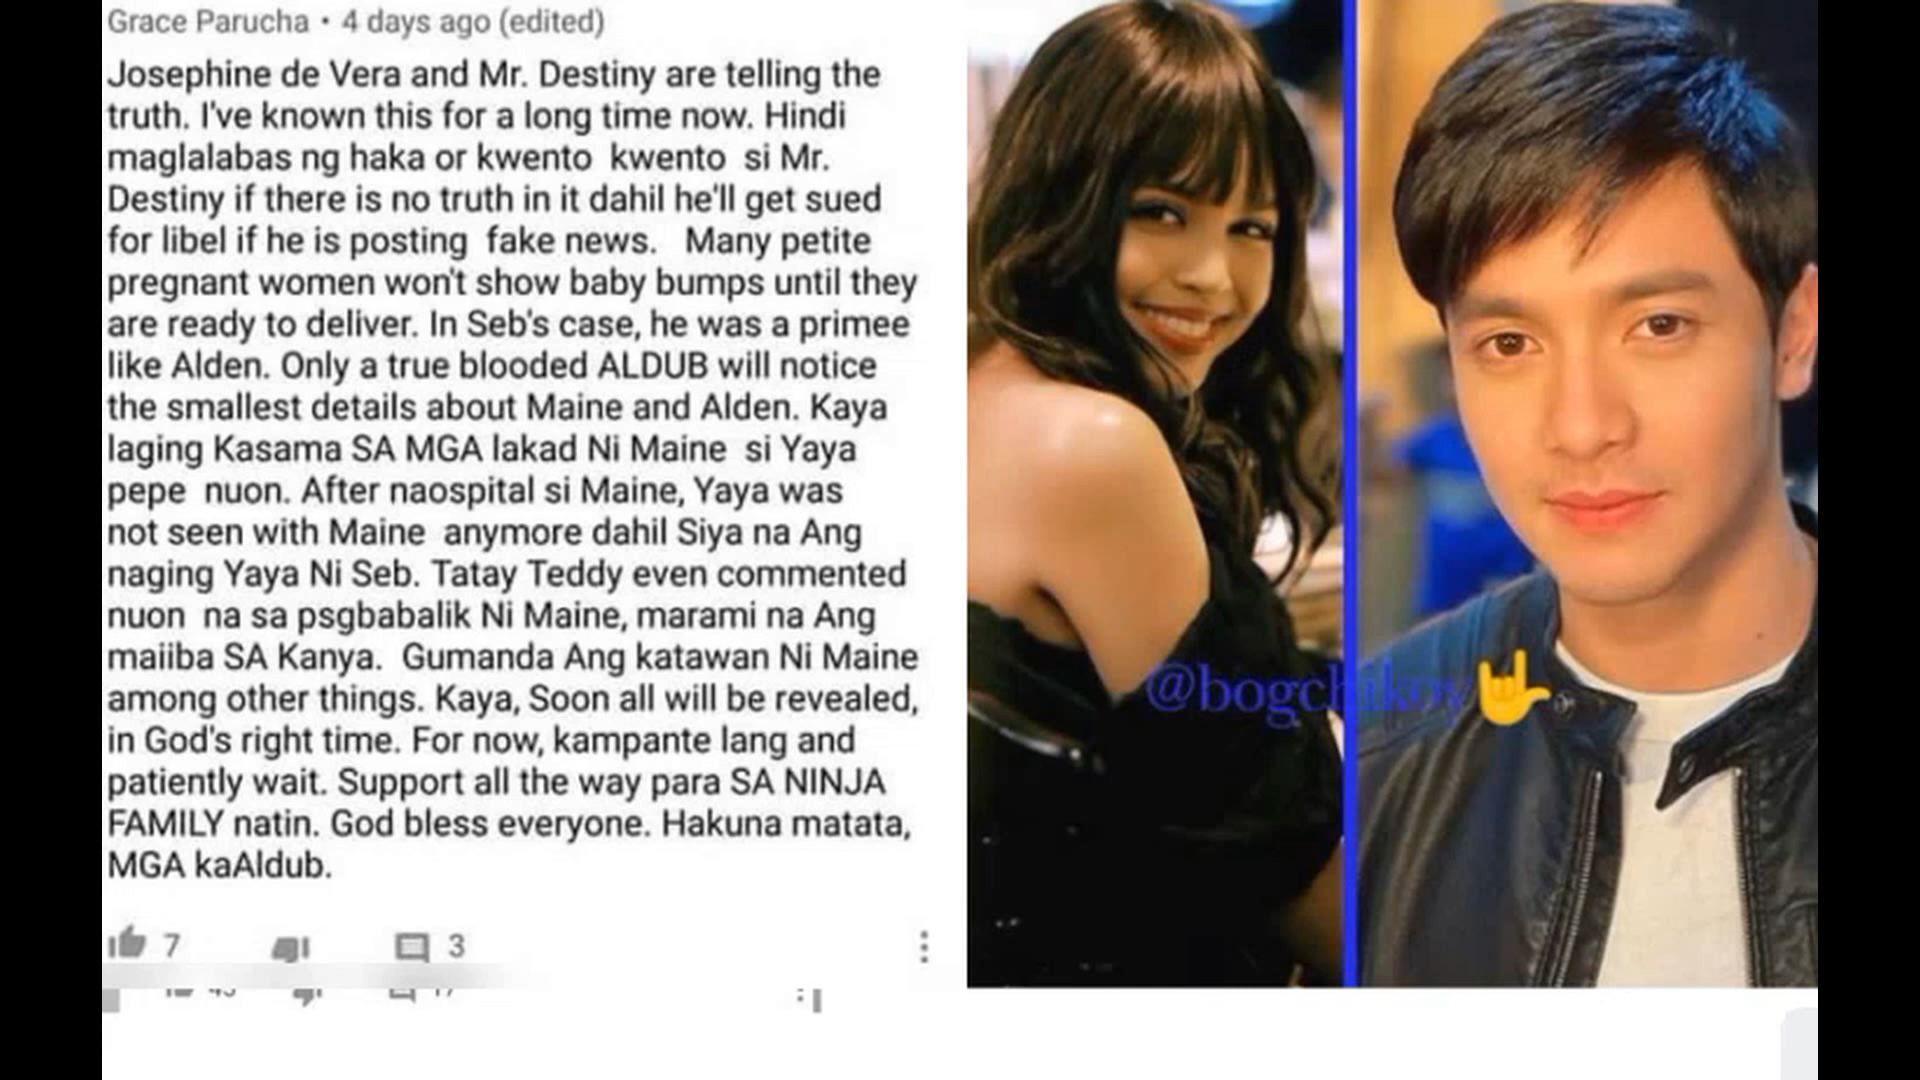 Grace Parucha • 4 days ago (edited)
Josephine de Vera and Mr. Destiny are telling the
truth. I've known this for a long time now. Hindi
maglalabas ng haka or kwento kwento si Mr.
Destiny if there is no truth in it dahil he'll get sued
for libel if he is posting fake news. Many petite
pregnant women won't show baby bumps until they
are ready to deliver. In Seb's case, he was a primee
like Alden. Only a true blooded ALDUB will notice
the smallest details about Maine and Alden. Kaya
laging Kasama SA MGA lakad Ni Maine si Yaya
pepe nuon. After naospital si Maine, Yaya was
not seen with Maine anymore dahil Siya na Ang
naging Yaya Ni Seb. Tatay Teddy even commented
nuon na sa psgbabalik Ni Maine, marami na Ang
maiiba SA Kanya. Gumanda Ang katawan Ni Maine
among other things. Kaya, Soon all will be revealed,
in God's right time. For now, kampante lang and
patiently wait. Support all the way para SA NINJA
FAMILY natin. God bless everyone. Hakuna matata,
MGA kaAldub.
7 3
@bogchikoy